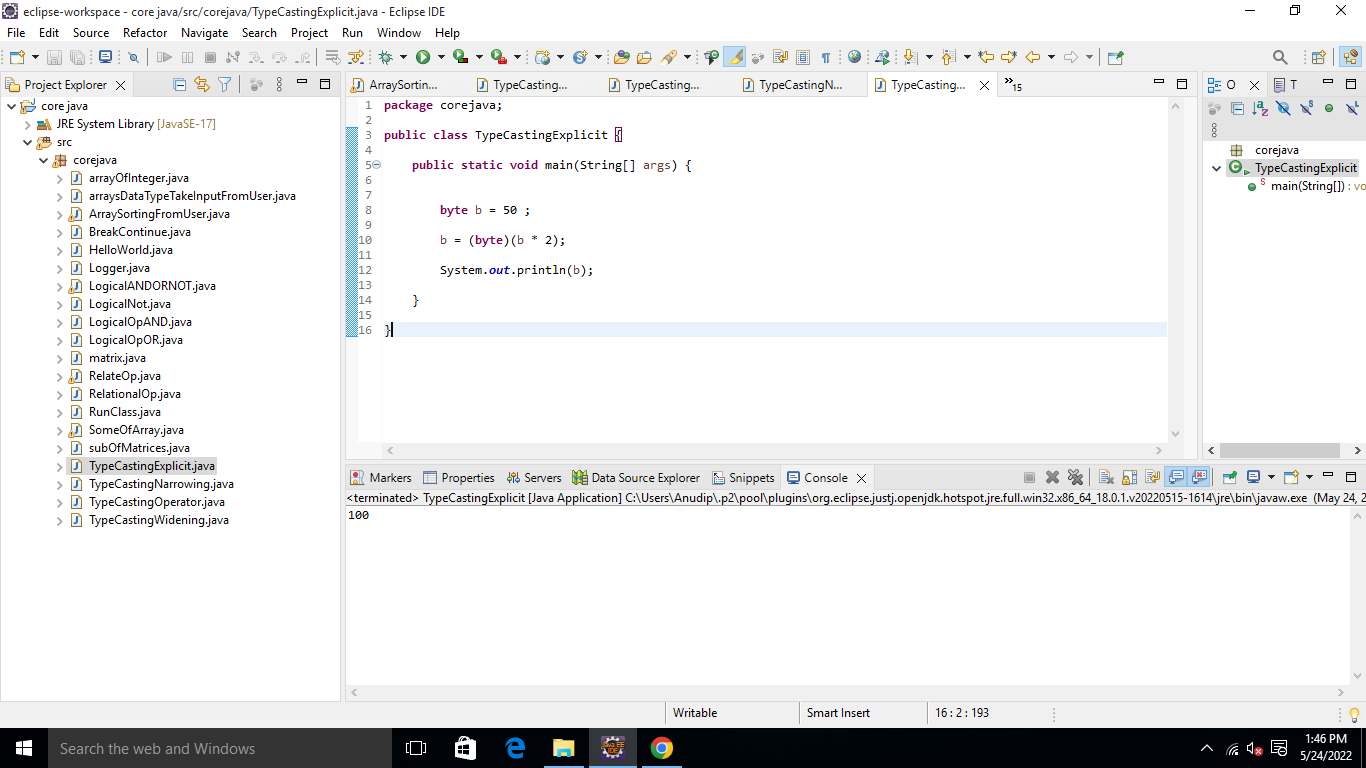 eclipse-workspace - core java/src/corejava/TypeCastingExplicit.java - Eclipse IDE
File Edit Source Refactor Navigate Search Project Run Window Help
Project Explorer
core java
JRE System Library [JavaSE-17]
src
corejava
arrayOfInteger.java
arraysDataTypeTakeInputFromUser.java
ArraySortingFromUser.java
BreakContinue.java
HelloWorld.java
Logger.java
LogicalANDORNOT.java
LogicalNot.java
LogicalOpAND.java
LogicalOpOR.java
matrix.java
RelateOp.java
RelationalOp.java
RunClass.java
SomeOfArray.java
subOfMatrices.java
TypeCastingExplicit.java
TypeCastingNarrowing.java
TypeCastingOperator.java
TypeCastingWidening.java
ArraySortin... TypeCasting... TypeCasting... TypeCastingN... TypeCasting... »15
1 package corejava;
2
3 public class TypeCastingExplicit {
4
5 public static void main(String[] args) {
6
7
8 byte b = 50 ;
9
10 b = (byte)(b * 2);
11
12 System.out.println(b);
13
14 }
15
16 }
O T
corejava
TypeCastingExplicit
main(String[]) : vo
Markers Properties Servers Data Source Explorer Snippets Console
<terminated> TypeCastingExplicit [Java Application] C:\Users\Anudip\.p2\pool\plugins\org.eclipse.justj.openjdk.hotspot.jre.full.win32.x86_64_18.0.1.v20220515-1614\jre\bin\javaw.exe (May 24, 2
100
Writable Smart Insert 16 : 2 : 193
Search the web and Windows
1:46 PM
5/24/2022